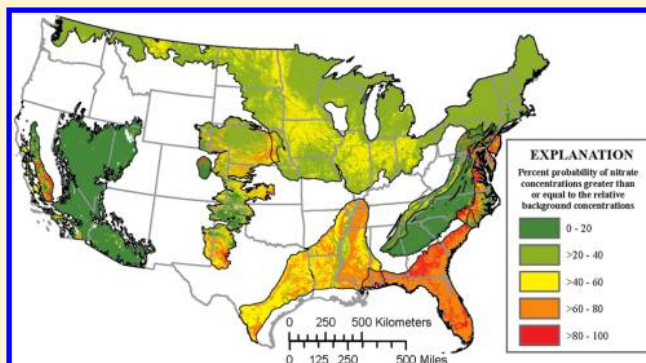 EXPLANATION
Percent probability of nitrate
concentrations greater than
or equal to the relative
background concentrations
0 - 20
>20 - 40
>40 - 60
>60 - 80
>80 - 100
0 250 500 Kilometers
0 125 250 500 Miles